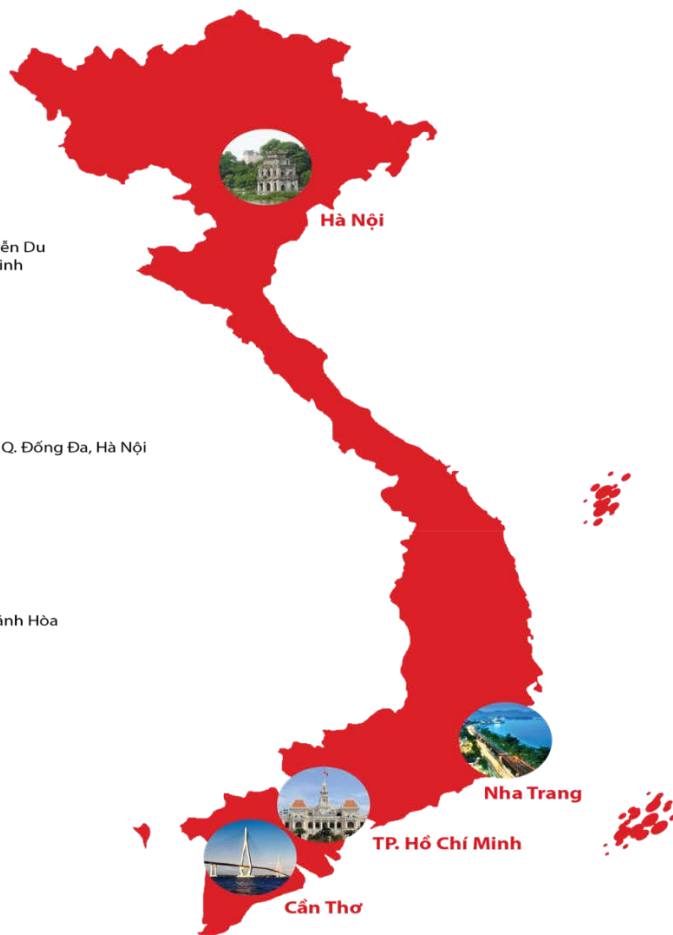 Hà Nội
ễn Du
inh
Q. Đống Đa, Hà Nội
ánh Hòa
Nha Trang
TP. Hồ Chí Minh
Cần Thơ